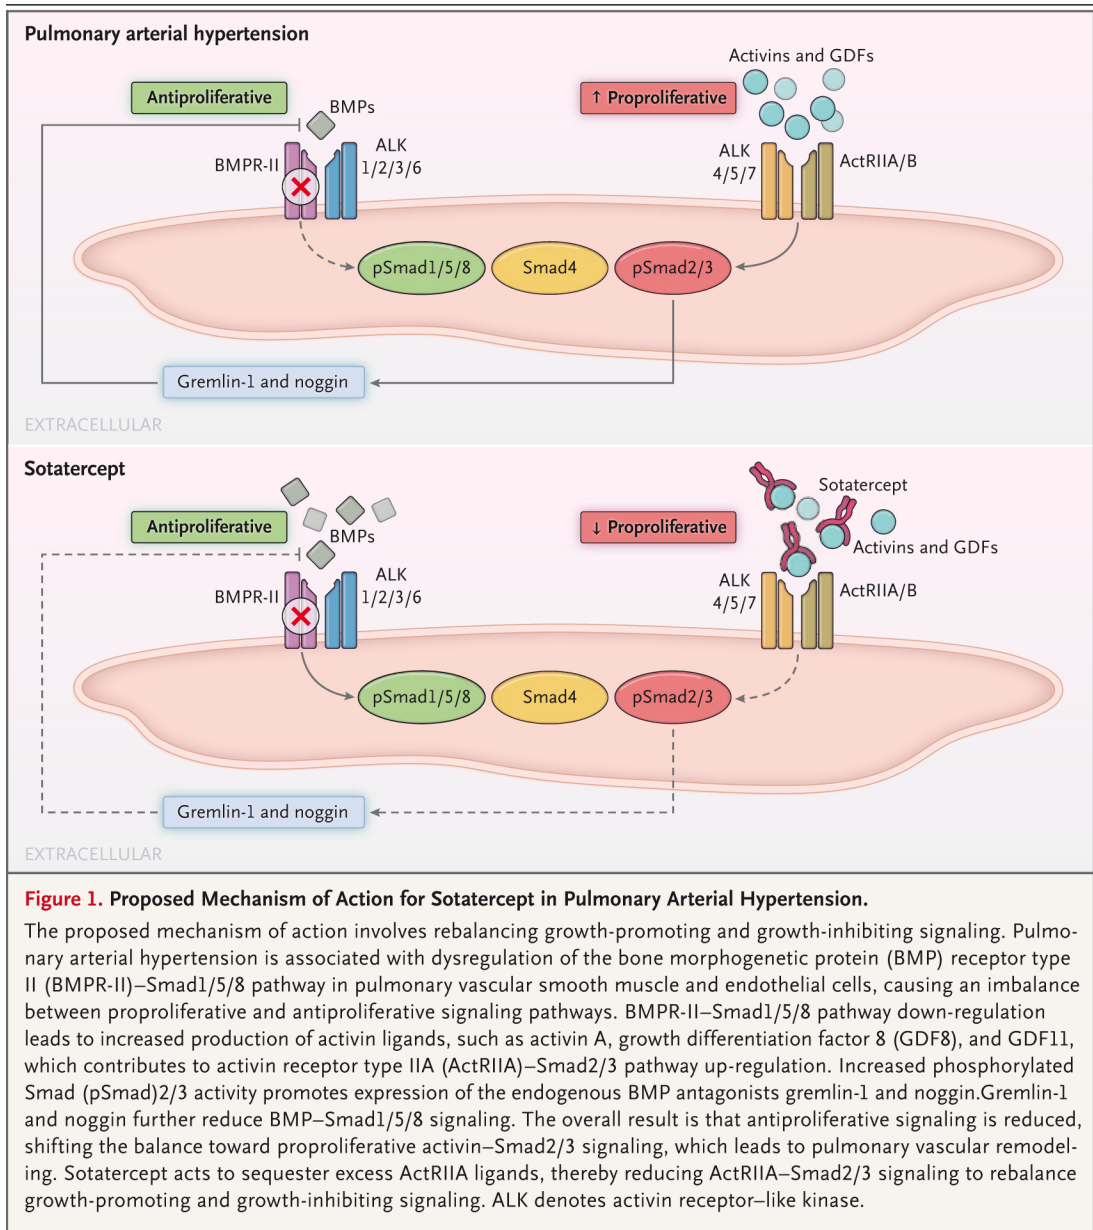 Pulmonary arterial hypertension
Activins and GDFs
Antiproliferative
↑ Proproliferative
BMPs
BMPR-II
ALK
1/2/3/6
ALK
4/5/7
ActRIIA/B
pSmad1/5/8
Smad4
pSmad2/3
Gremlin-1 and noggin
EXTRACELLULAR
Sotatercept
Sotatercept
Antiproliferative
↓ Proproliferative
BMPs
Activins and GDFs
BMPR-II
ALK
1/2/3/6
ALK
4/5/7
ActRIIA/B
pSmad1/5/8
Smad4
pSmad2/3
Gremlin-1 and noggin
EXTRACELLULAR
Figure 1. Proposed Mechanism of Action for Sotatercept in Pulmonary Arterial Hypertension.
The proposed mechanism of action involves rebalancing growth-promoting and growth-inhibiting signaling. Pulmo-
nary arterial hypertension is associated with dysregulation of the bone morphogenetic protein (BMP) receptor type
II (BMPR-II)–Smad1/5/8 pathway in pulmonary vascular smooth muscle and endothelial cells, causing an imbalance
between proproliferative and antiproliferative signaling pathways. BMPR-II–Smad1/5/8 pathway down-regulation
leads to increased production of activin ligands, such as activin A, growth differentiation factor 8 (GDF8), and GDF11,
which contributes to activin receptor type IIA (ActRIIA)–Smad2/3 pathway up-regulation. Increased phosphorylated
Smad (pSmad)2/3 activity promotes expression of the endogenous BMP antagonists gremlin-1 and noggin.Gremlin-1
and noggin further reduce BMP–Smad1/5/8 signaling. The overall result is that antiproliferative signaling is reduced,
shifting the balance toward proproliferative activin–Smad2/3 signaling, which leads to pulmonary vascular remodel-
ing. Sotatercept acts to sequester excess ActRIIA ligands, thereby reducing ActRIIA–Smad2/3 signaling to rebalance
growth-promoting and growth-inhibiting signaling. ALK denotes activin receptor–like kinase.